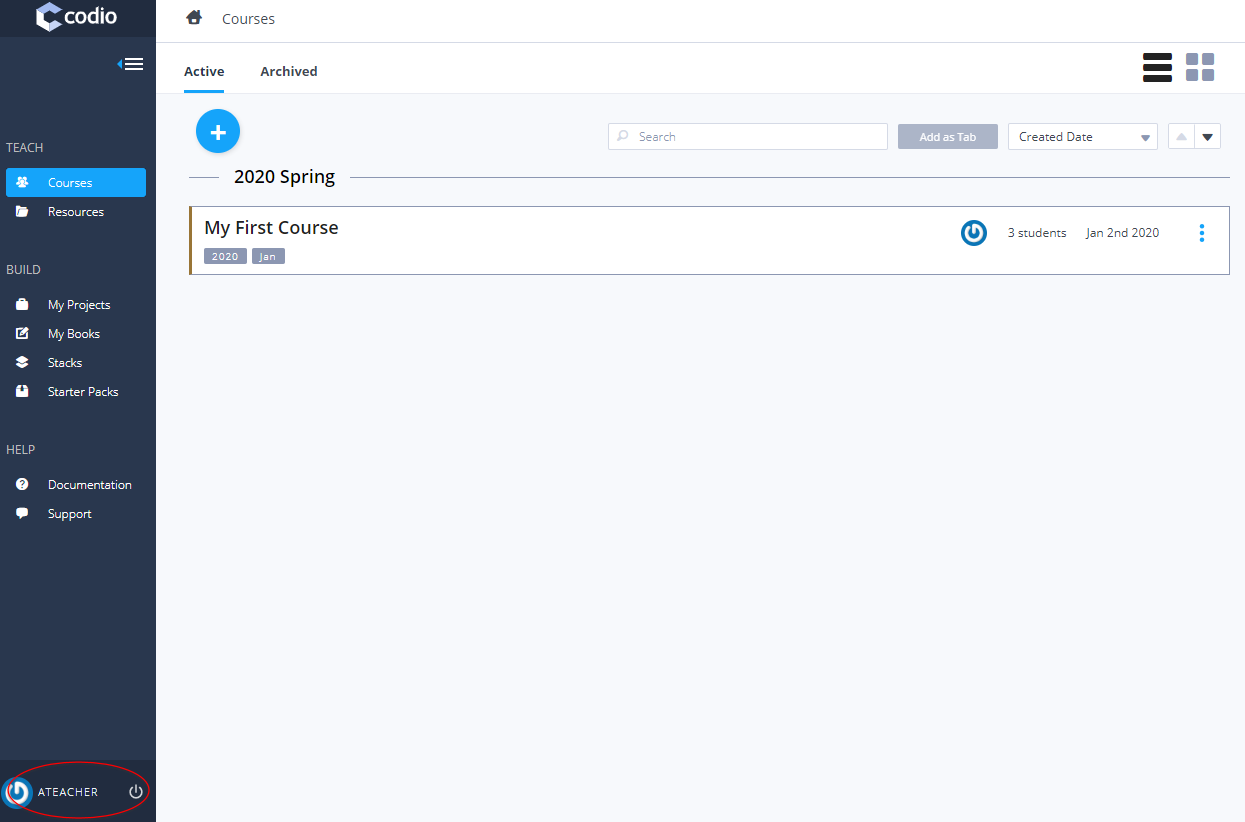 codio
Courses
Active
Archived
Search
Add as Tab
Created Date
2020 Spring
My First Course
2020
Jan
3 students
Jan 2nd 2020
TEACH
Courses
Resources
BUILD
My Projects
My Books
Stacks
Starter Packs
HELP
Documentation
Support
ATEACHER